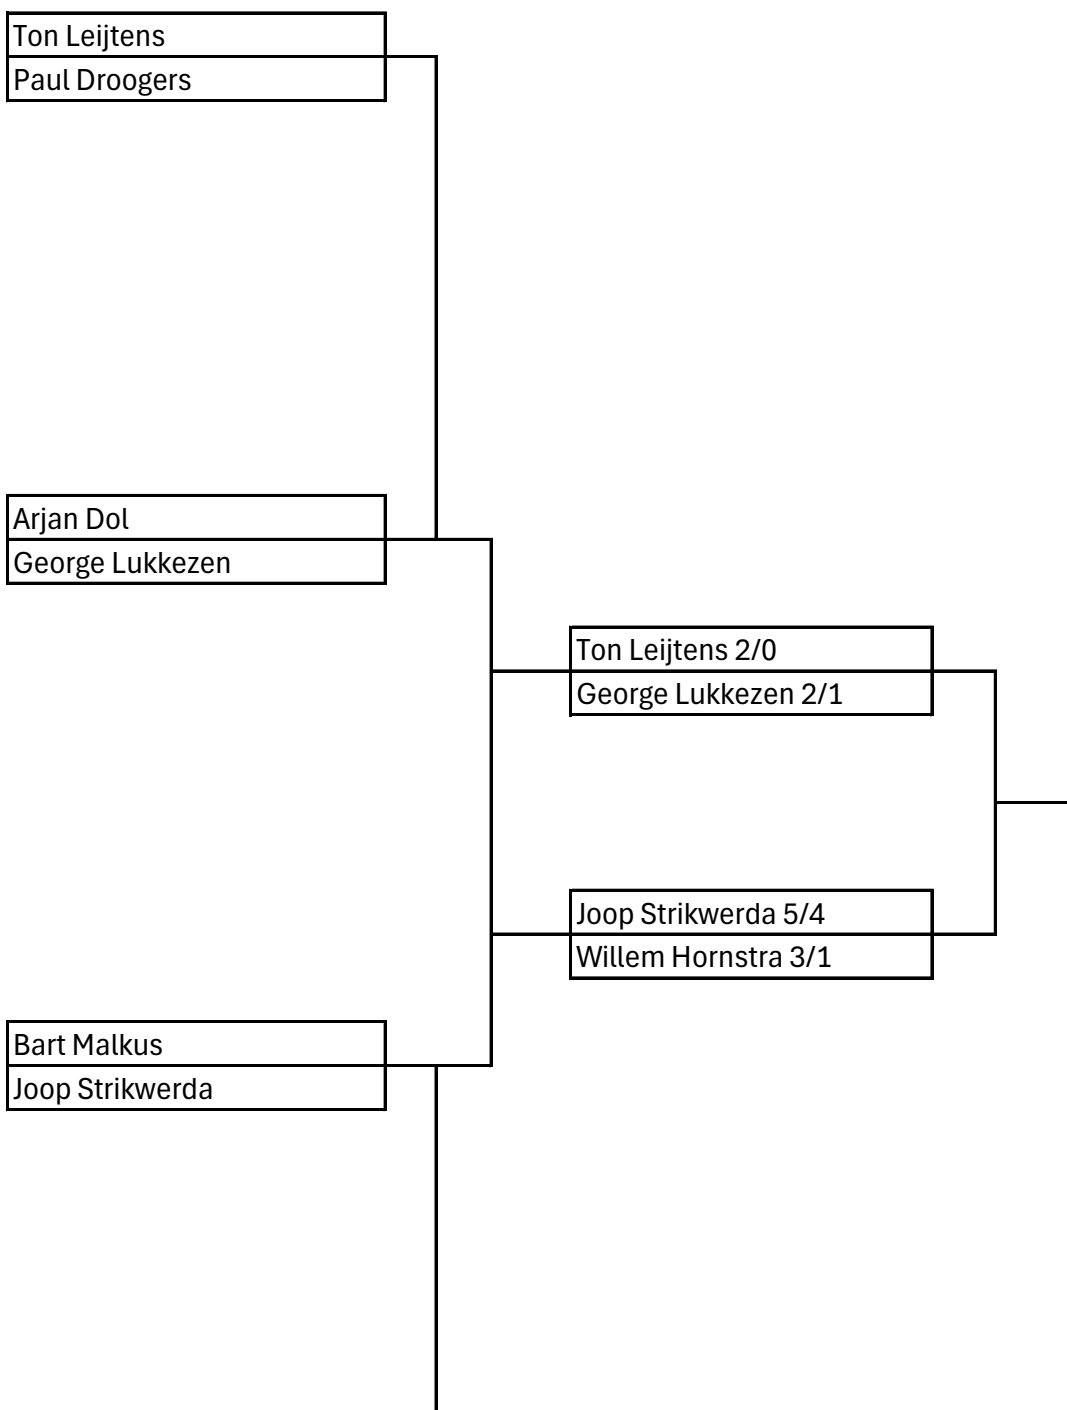 Ton Leijtens
Paul Droogers
Arjan Dol
George Lukkezen
Ton Leijtens 2/0
George Lukkezen 2/1
Joop Strikwerda 5/4
Willem Hornstra 3/1
Bart Malkus
Joop Strikwerda